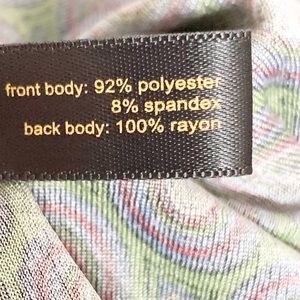 front body: 92% polyester
8% spandex
back body: 100% rayon